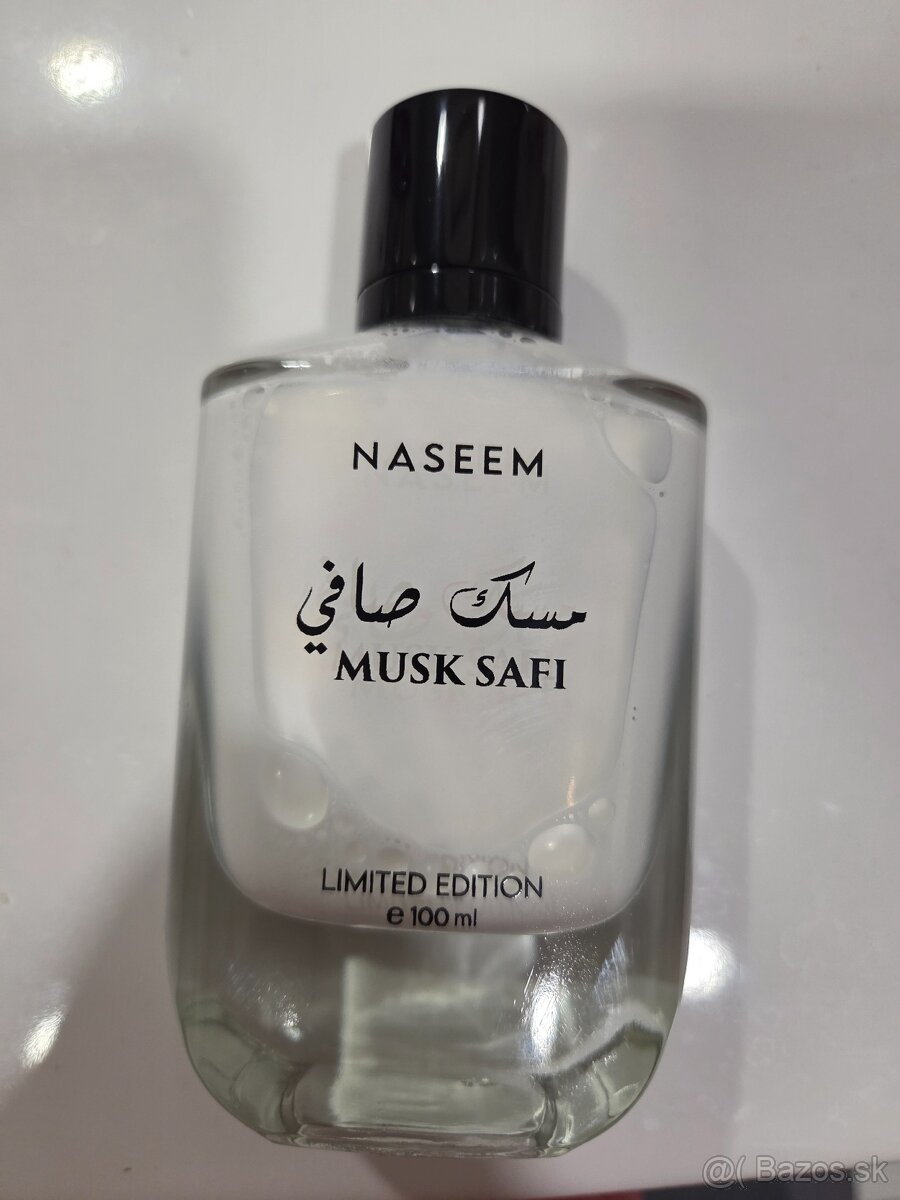 NASEEM
مسك صافي
MUSK SAFI
LIMITED EDITION
e 100 ml
@( Bazos.sk